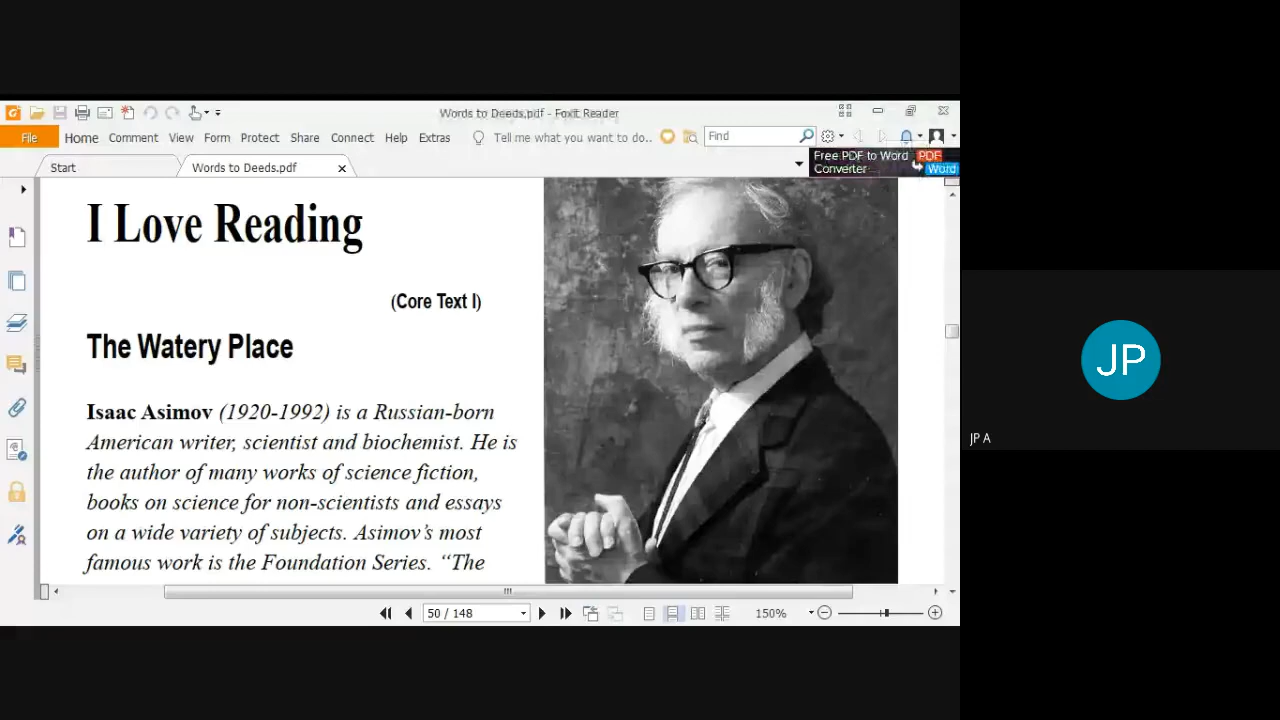 Words to Deeds.pdf - Foxit Reader
File Home Comment View Form Protect Share Connect Help Extras Tell me what you want to do.. Find
Start Words to Deeds.pdf
Free PDF to Word
Converter
PDF
Word
I Love Reading
(Core Text I)
The Watery Place
Isaac Asimov (1920-1992) is a Russian-born
American writer, scientist and biochemist. He is
the author of many works of science fiction,
books on science for non-scientists and essays
on a wide variety of subjects. Asimov’s most
famous work is the Foundation Series. “The
50 / 148 150%
JP
JP A